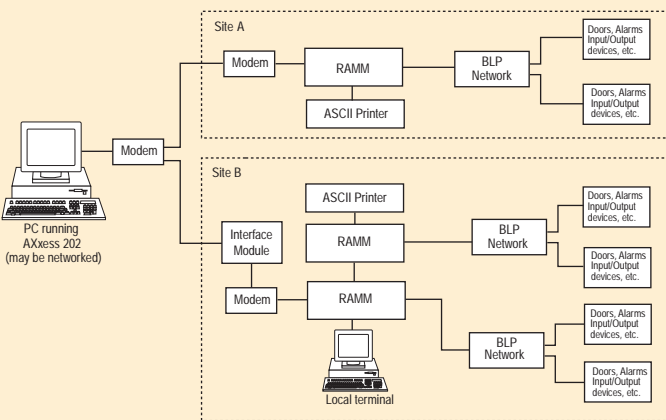 Site A
Modem
RAMM
ASCII Printer
BLP
Network
Doors, Alarms
Input/Output
devices, etc.
Doors, Alarms
Input/Output
devices, etc.
Modem
PC running
AXxess 202
(may be networked)
Site B
ASCII Printer
Interface
Module
RAMM
BLP
Network
Doors, Alarms
Input/Output
devices, etc.
Doors, Alarms
Input/Output
devices, etc.
Modem
RAMM
Local terminal
BLP
Network
Doors, Alarms
Input/Output
devices, etc.
Doors, Alarms
Input/Output
devices, etc.